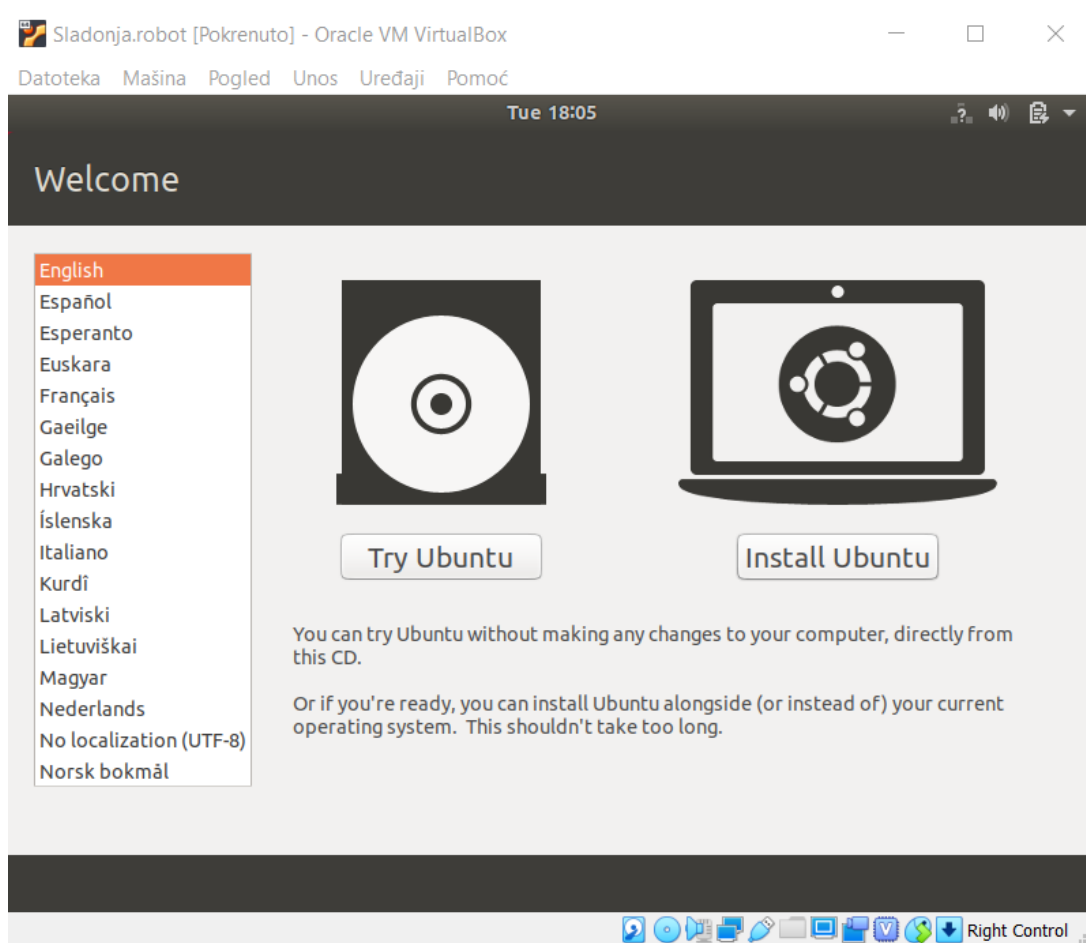 Sladonja.robot [Pokrenuto] - Oracle VM VirtualBox
Datoteka Mašina Pogled Unos Uređaji Pomoć
Tue 18:05
Welcome
English
Español
Esperanto
Euskara
Français
Gaeilge
Galego
Hrvatski
Íslenska
Italiano
Kurdî
Latviski
Lietuviškai
Magyar
Nederlands
No localization (UTF-8)
Norsk bokmål
Try Ubuntu
Install Ubuntu
You can try Ubuntu without making any changes to your computer, directly from
this CD.
Or if you're ready, you can install Ubuntu alongside (or instead of) your current
operating system. This shouldn't take too long.
Right Control